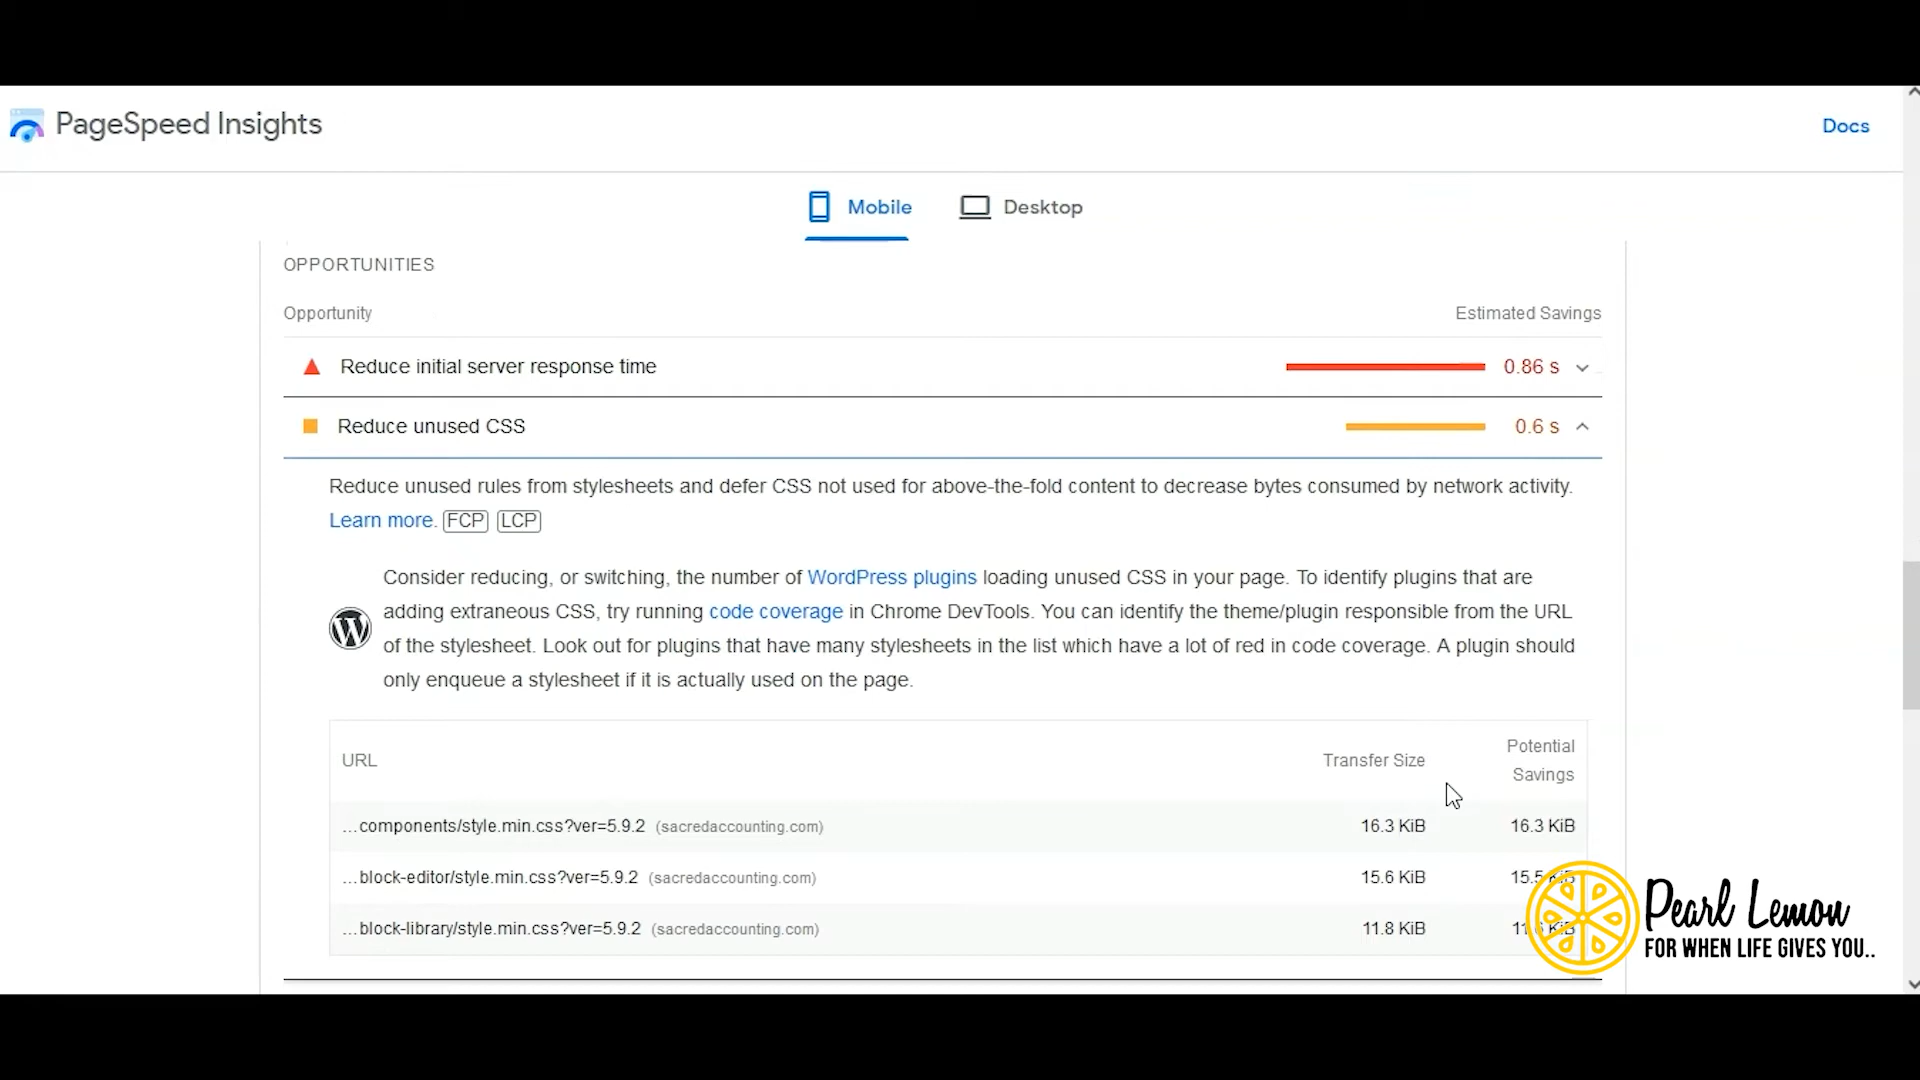 PageSpeed Insights
Docs
Mobile
Desktop
OPPORTUNITIES
Opportunity
Estimated Savings
Reduce initial server response time
0.86 s
Reduce unused CSS
0.6 s
Reduce unused rules from stylesheets and defer CSS not used for above-the-fold content to decrease bytes consumed by network activity.
Learn more. FCP LCP
Consider reducing, or switching, the number of WordPress plugins loading unused CSS in your page. To identify plugins that are
adding extraneous CSS, try running code coverage in Chrome DevTools. You can identify the theme/plugin responsible from the URL
of the stylesheet. Look out for plugins that have many stylesheets in the list which have a lot of red in code coverage. A plugin should
only enqueue a stylesheet if it is actually used on the page.
URL
Transfer Size
Potential
Savings
…components/style.min.css?ver=5.9.2 (sacredaccounting.com) 16.3 KiB 16.3 KiB
…block-editor/style.min.css?ver=5.9.2 (sacredaccounting.com) 15.6 KiB 15.5 KiB
…block-library/style.min.css?ver=5.9.2 (sacredaccounting.com) 11.8 KiB
Pearl Lemon
FOR WHEN LIFE GIVES YOU..